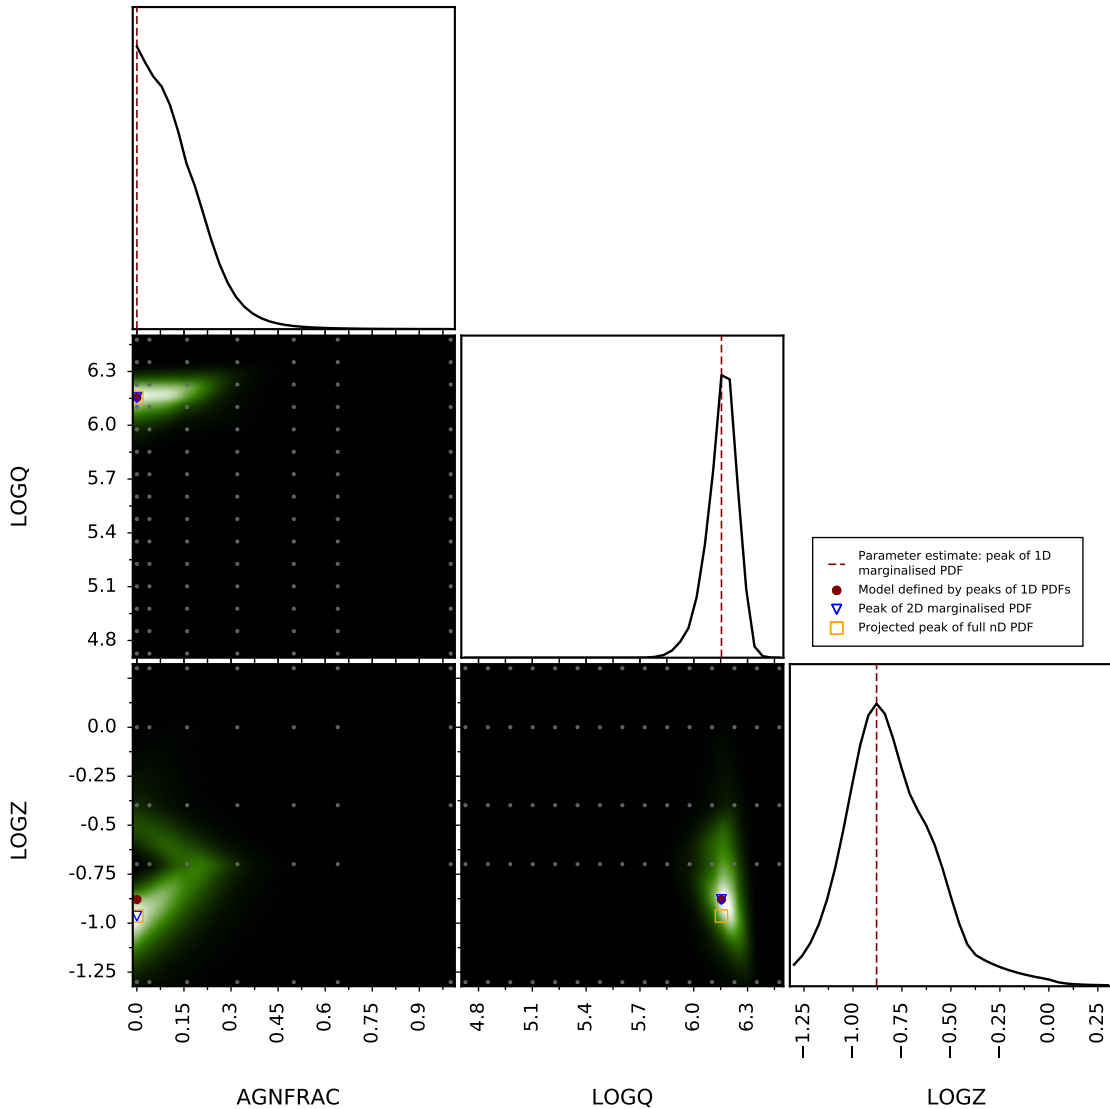 6.3
6.0
5.7
5.4
5.1
4.8
LOGQ
Parameter estimate: peak of 1D
marginalised PDF
Model defined by peaks of 1D PDFs
Peak of 2D marginalised PDF
Projected peak of full nD PDF
0.0
-0.25
-0.5
-0.75
-1.0
-1.25
LOGZ
0.0 0.15 0.3 0.45 0.6 0.75 0.9
4.8 5.1 5.4 5.7 6.0 6.3
−1.25 −1.00 −0.75 −0.50 −0.25 0.00 0.25
AGNFRAC
LOGQ
LOGZ